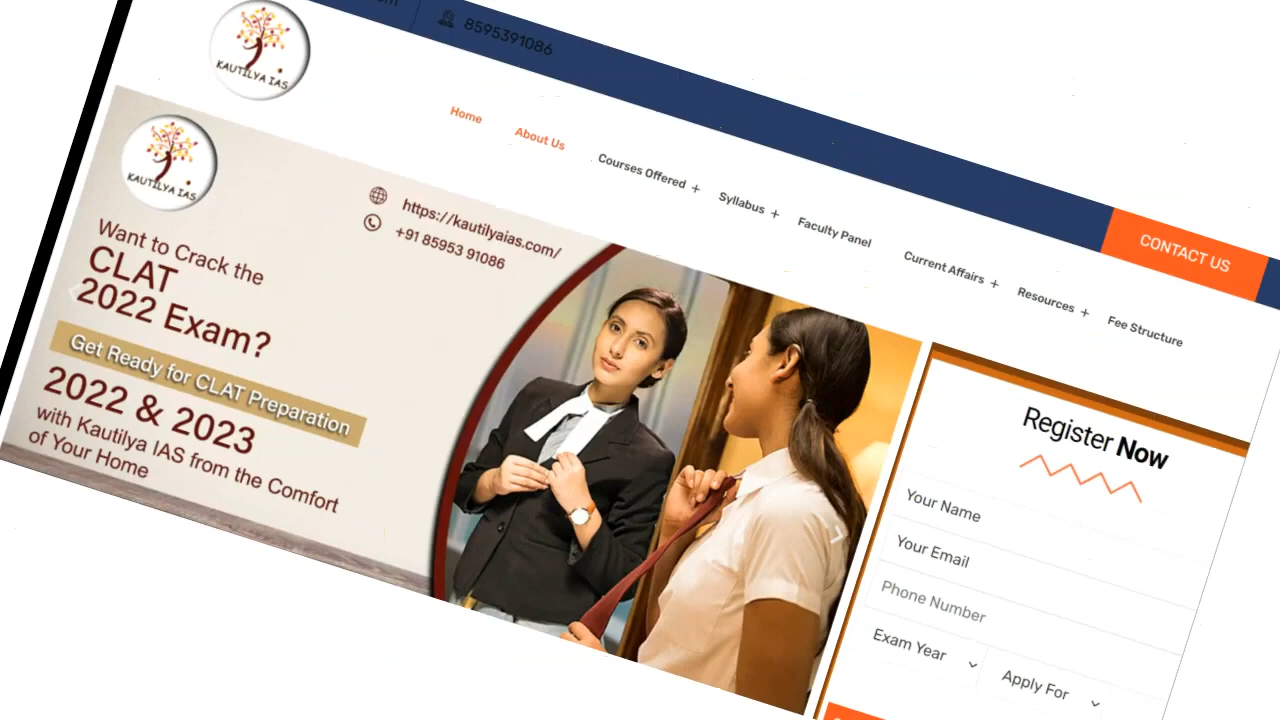 8595391086
KAUTILYA IAS
Home
About Us
Courses Offered +
Syllabus +
Faculty Panel
Current Affairs +
Resources +
Fee Structure
CONTACT US
KAUTILYA IAS
https://kautilyaias.com/
+91 85953 91086
Want to Crack the
CLAT
2022 Exam?
Get Ready for CLAT Preparation
2022 & 2023
with Kautilya IAS from the Comfort
of Your Home
Register Now
Your Name
Your Email
Phone Number
Exam Year
Apply For